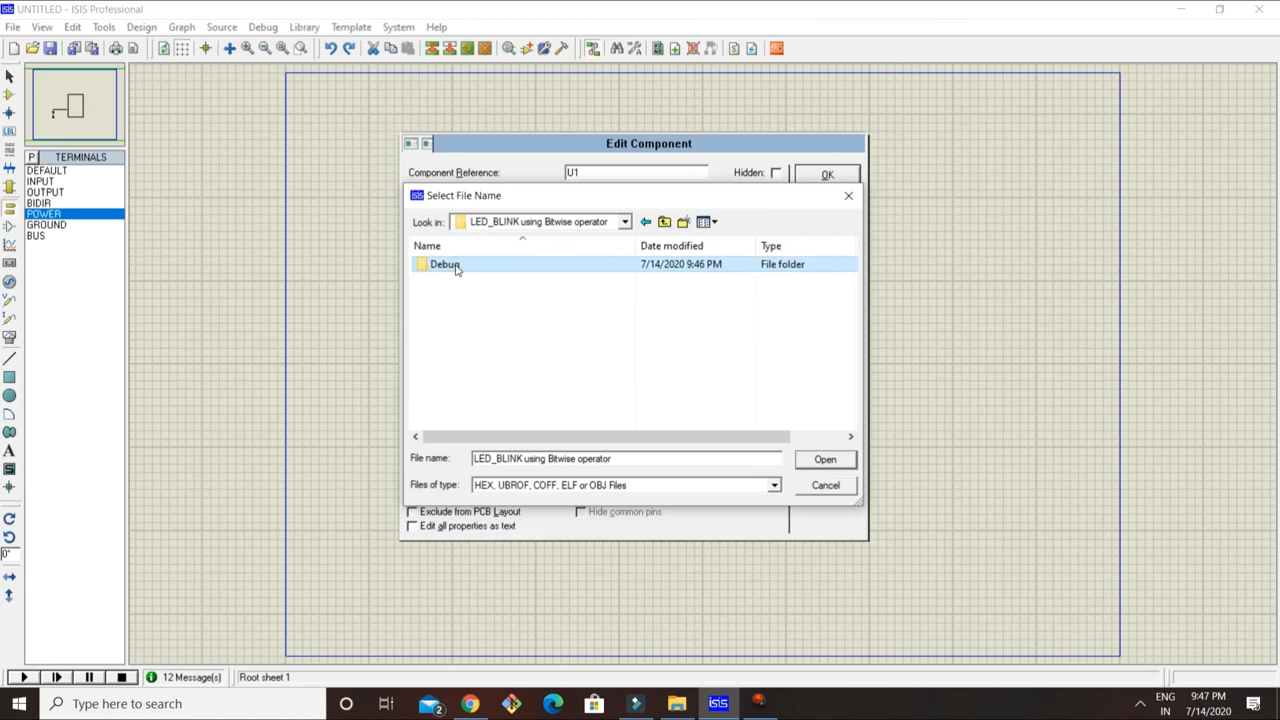 UNTITLED - ISIS Professional
File View Edit Tools Design Graph Source Debug Library Template System Help
P TERMINALS
DEFAULT
INPUT
OUTPUT
BIDIR
POWER
GROUND
BUS
Edit Component
Component Reference: U1 Hidden: OK
Select File Name
Look in: LED_BLINK using Bitwise operator
Name Date modified Type
Debug 7/14/2020 9:46 PM File folder
File name: LED_BLINK using Bitwise operator Open
Files of type: HEX, UBROF, COFF, ELF or OBJ Files Cancel
Exclude from PCB Layout Hide common pins
Edit all properties as text
12 Message(s) Root sheet 1
Type here to search
ENG 9:47 PM
IN 7/14/2020